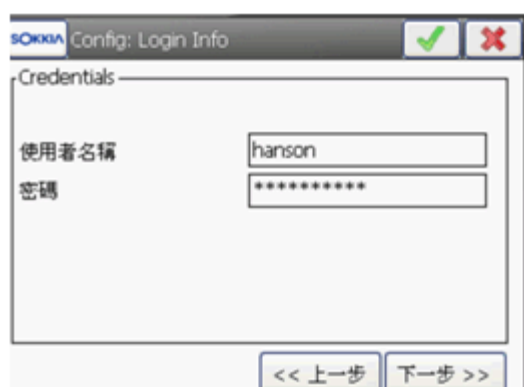 SOKKIA Config: Login Info
Credentials
使用者名稱 hanson
密碼 **********
<< 上一步 下一步 >>